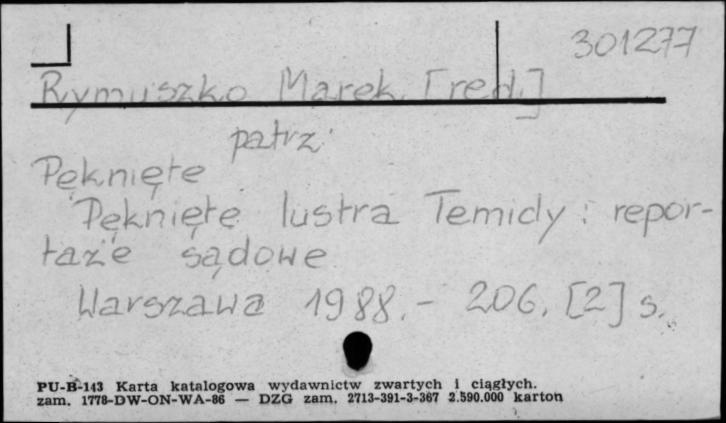 301277
Rymuszko Marek [red.]
patrz
Pęknięte
Pęknięte lustra Temidy : repor-
taże sądowe
Warszawa 1988. - 206, [2] s.
PU-B-143 Karta katalogowa wydawnictw zwartych i ciągłych.
zam. 1778-DW-ON-WA-86 — DZG zam. 2713-391-3-367 2.590.000 karton